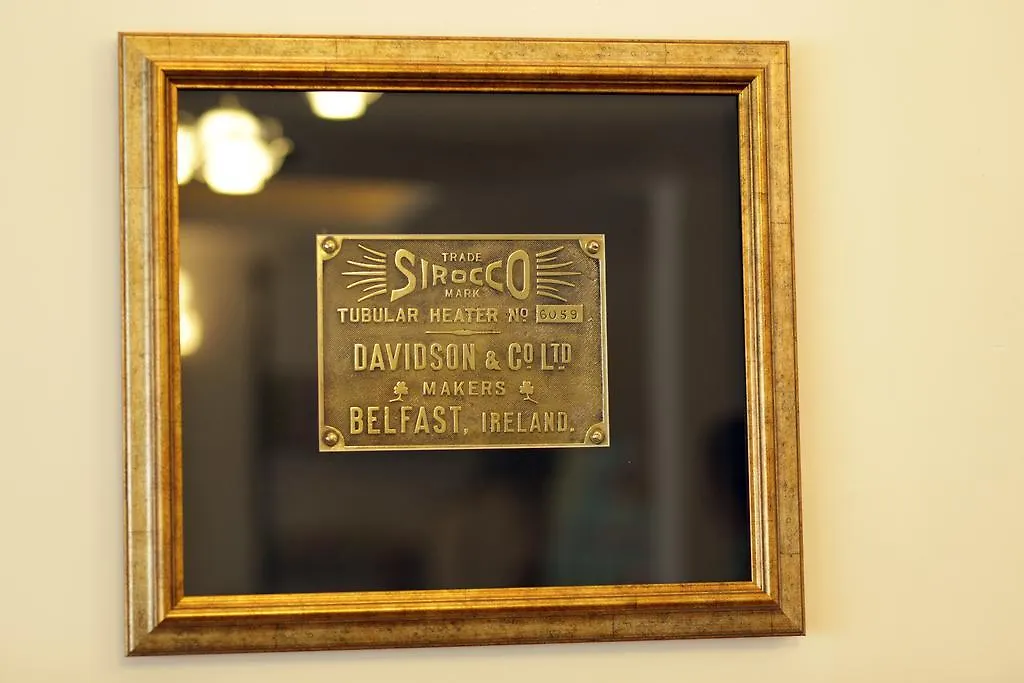 TRADE
SIROCCO
MARK
TUBULAR HEATER Nº 6059
DAVIDSON & Cº LTD
MAKERS
BELFAST, IRELAND.